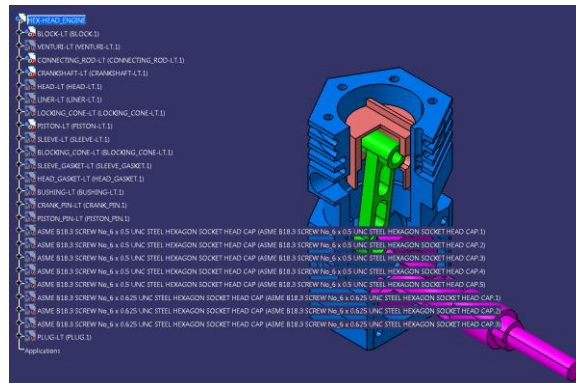 HEX-HEAD_ENGINE
BLOCK-LT (BLOCK.1)
VENTURI-LT (VENTURI-LT.1)
CONNECTING_ROD-LT (CONNECTING_ROD-LT.1)
CRANKSHAFT-LT (CRANKSHAFT-LT.1)
HEAD-LT (HEAD-LT.1)
LINER-LT (LINER-LT.1)
LOCKING_CONE-LT (LOCKING_CONE-LT.1)
PISTON-LT (PISTON-LT.1)
SLEEVE-LT (SLEEVE-LT.1)
BLOCKING_CONE-LT (BLOCKING_CONE-LT.1)
SLEEVE_GASKET-LT (SLEEVE_GASKET.1)
HEAD_GASKET-LT (HEAD_GASKET.1)
BUSHING-LT (BUSHING-LT.1)
CRANK_PIN-LT (CRANK_PIN.1)
PISTON_PIN-LT (PISTON_PIN.1)
ASME B18.3 SCREW No_6 x 0.5 UNC STEEL HEXAGON SOCKET HEAD CAP (ASME B18.3 SCREW No_6 x 0.5 UNC STEEL HEXAGON SOCKET HEAD CAP.1)
ASME B18.3 SCREW No_6 x 0.5 UNC STEEL HEXAGON SOCKET HEAD CAP (ASME B18.3 SCREW No_6 x 0.5 UNC STEEL HEXAGON SOCKET HEAD CAP.2)
ASME B18.3 SCREW No_6 x 0.5 UNC STEEL HEXAGON SOCKET HEAD CAP (ASME B18.3 SCREW No_6 x 0.5 UNC STEEL HEXAGON SOCKET HEAD CAP.3)
ASME B18.3 SCREW No_6 x 0.5 UNC STEEL HEXAGON SOCKET HEAD CAP (ASME B18.3 SCREW No_6 x 0.5 UNC STEEL HEXAGON SOCKET HEAD CAP.4)
ASME B18.3 SCREW No_6 x 0.5 UNC STEEL HEXAGON SOCKET HEAD CAP (ASME B18.3 SCREW No_6 x 0.5 UNC STEEL HEXAGON SOCKET HEAD CAP.5)
ASME B18.3 SCREW No_6 x 0.625 UNC STEEL HEXAGON SOCKET HEAD CAP (ASME B18.3 SCREW No_6 x 0.625 UNC STEEL HEXAGON SOCKET HEAD CAP.1)
ASME B18.3 SCREW No_6 x 0.625 UNC STEEL HEXAGON SOCKET HEAD CAP (ASME B18.3 SCREW No_6 x 0.625 UNC STEEL HEXAGON SOCKET HEAD CAP.2)
ASME B18.3 SCREW No_6 x 0.625 UNC STEEL HEXAGON SOCKET HEAD CAP (ASME B18.3 SCREW No_6 x 0.625 UNC STEEL HEXAGON SOCKET HEAD CAP.3)
PLUG-LT (PLUG.1)
Applications